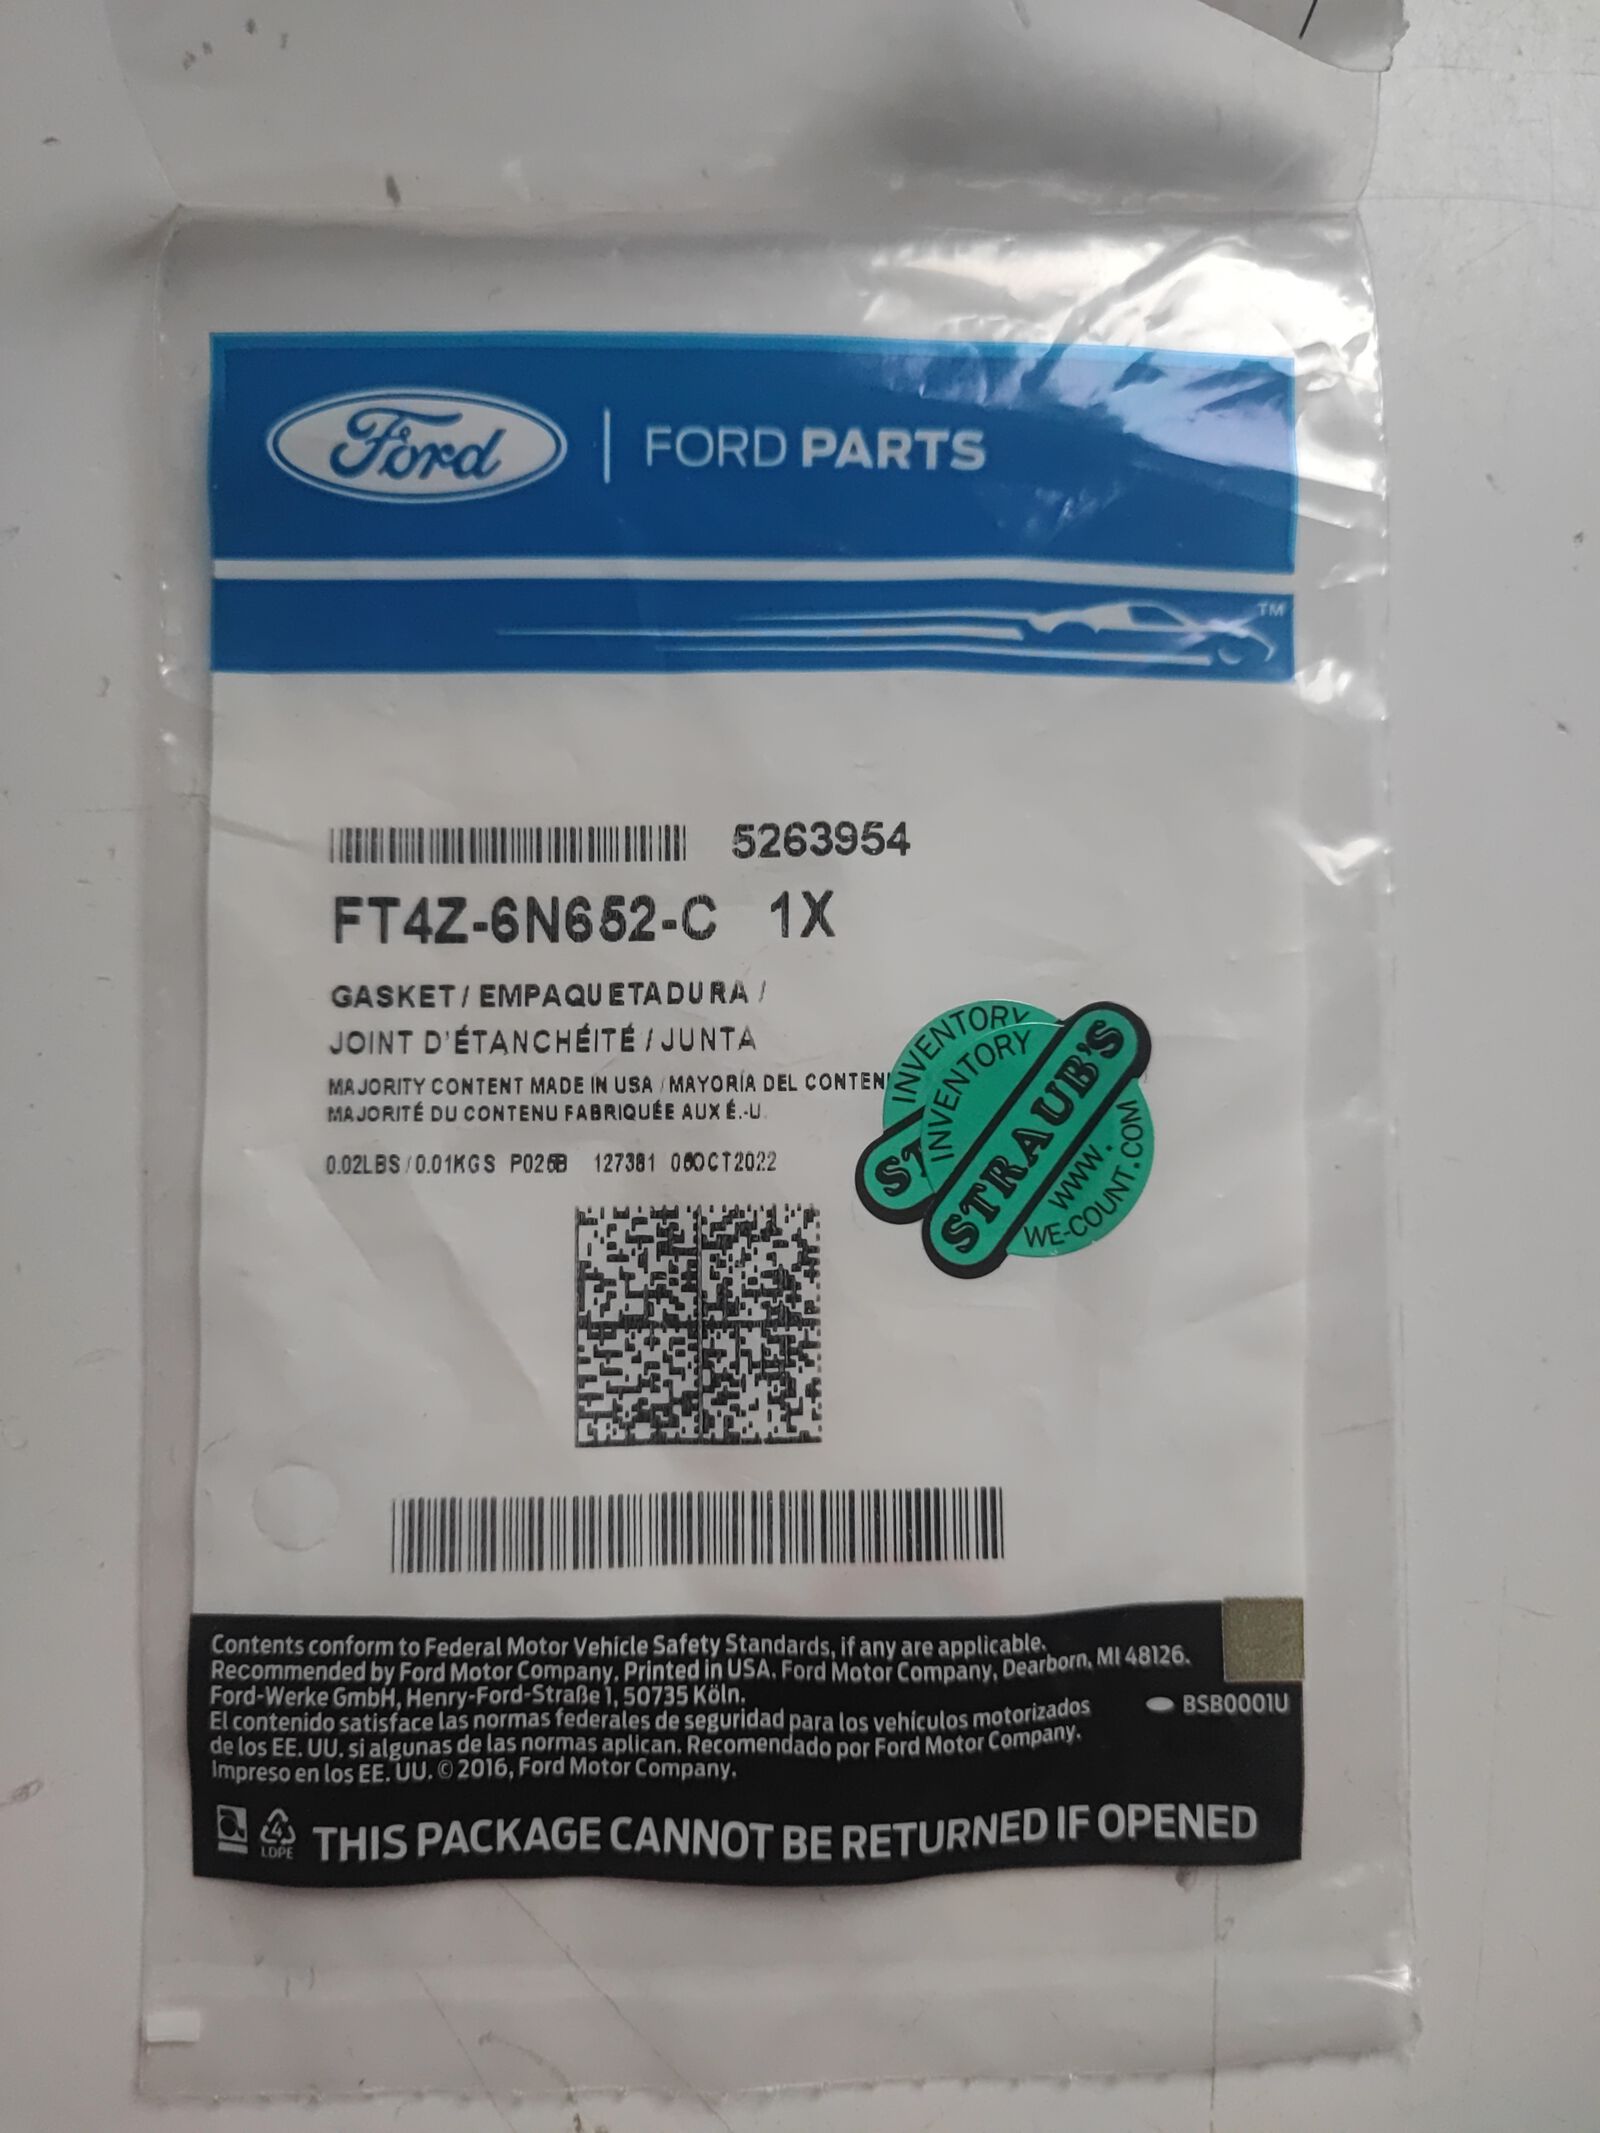 Ford | FORD PARTS
TM
5263954
FT4Z-6N652-C 1X
GASKET / EMPAQUETADURA /
JOINT D'ÉTANCHÉITÉ / JUNTA
MAJORITY CONTENT MADE IN USA / MAYORÍA DEL CONTENI
MAJORITÉ DU CONTENU FABRIQUÉE AUX É.-U.
0.02LBS / 0.01KGS 127381 OCT2022
INVENTORY
INVENTORY
ST
STRAUB'S
WWW.
WE-COUNT.COM
Contents conform to Federal Motor Vehicle Safety Standards, if any are applicable.
Recommended by Ford Motor Company, Printed in USA. Ford Motor Company, Dearborn, MI 48126.
Ford-Werke GmbH, Henry-Ford-Straße 1, 50735 Köln.
El contenido satisface las normas federales de seguridad para los vehículos motorizados
de los EE. UU. si algunas de las normas aplican. Recomendado por Ford Motor Company.
Impreso en los EE. UU. © 2016, Ford Motor Company.
BSB0001U
4
LDPE
THIS PACKAGE CANNOT BE RETURNED IF OPENED